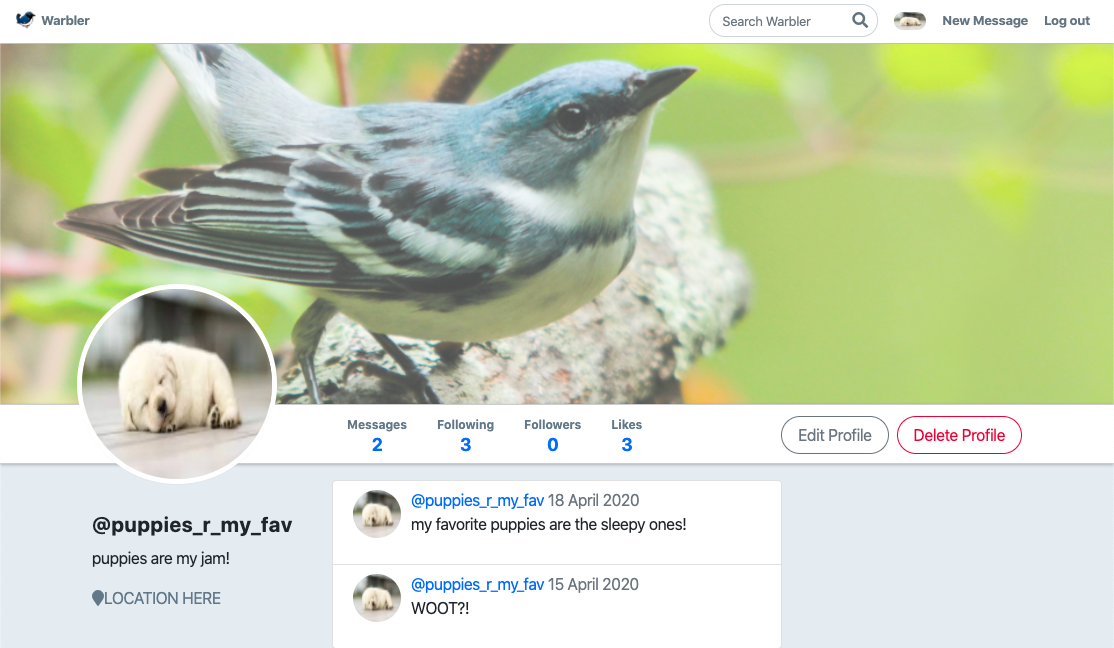 Warbler
Search Warbler
New Message
Log out
Messages Following Followers Likes
2 3 0 3
Edit Profile
Delete Profile
@puppies_r_my_fav
puppies are my jam!
LOCATION HERE
@puppies_r_my_fav 18 April 2020
my favorite puppies are the sleepy ones!
@puppies_r_my_fav 15 April 2020
WOOT?!